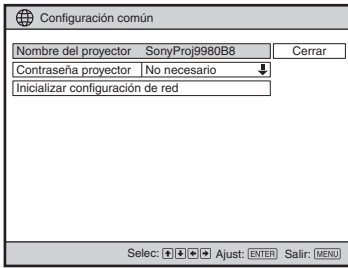 Configuración común
Nombre del proyector SonyProj9980B8 Cerrar
Contraseña proyector No necesario
Inicializar configuración de red
Selec: Ajust: ENTER Salir: MENU